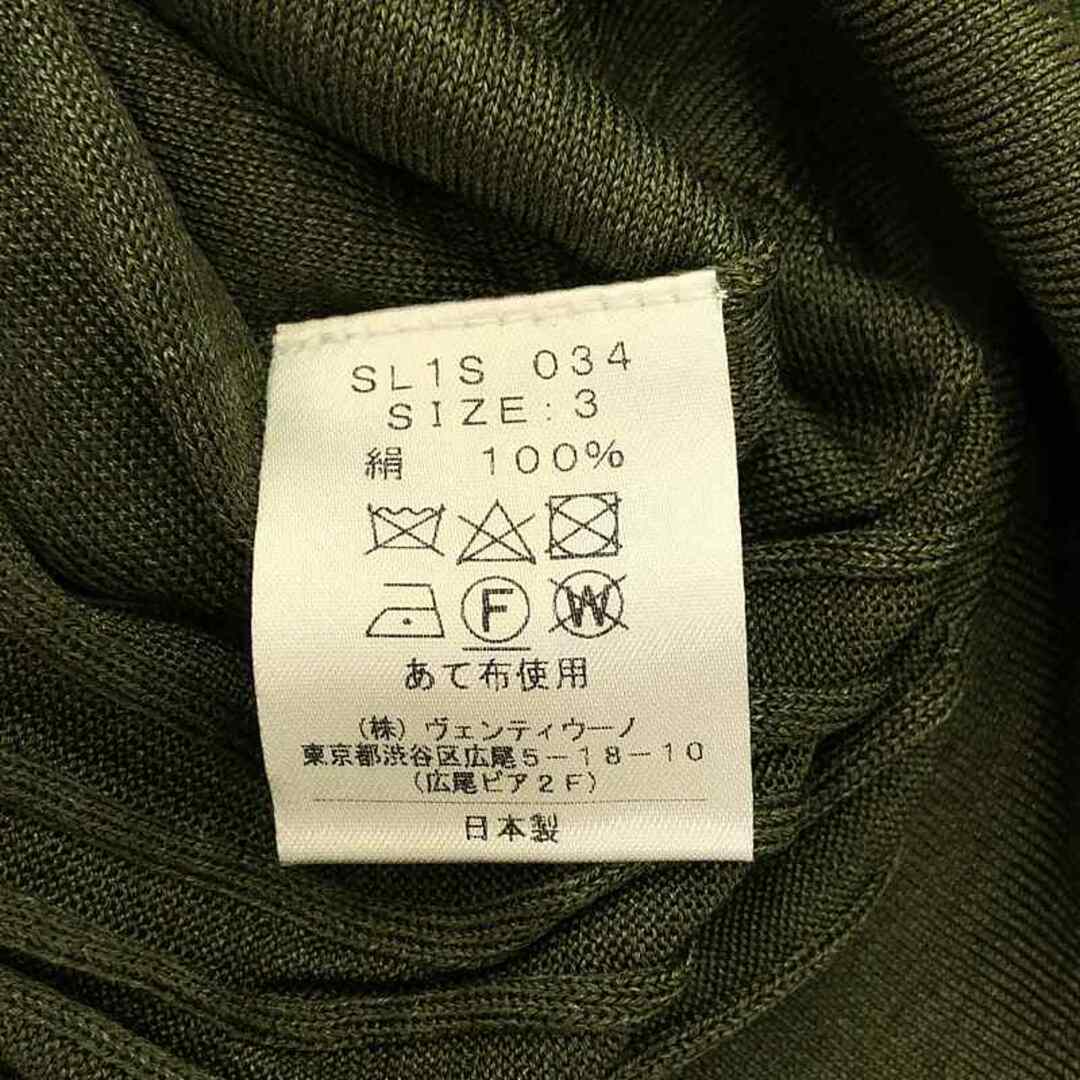 SL1S 034
SIZE:3
絹 100%
F W
あて布使用
(株)ヴェンティウーノ
東京都渋谷区広尾5-18-10
(広尾ピア2F)
日本製